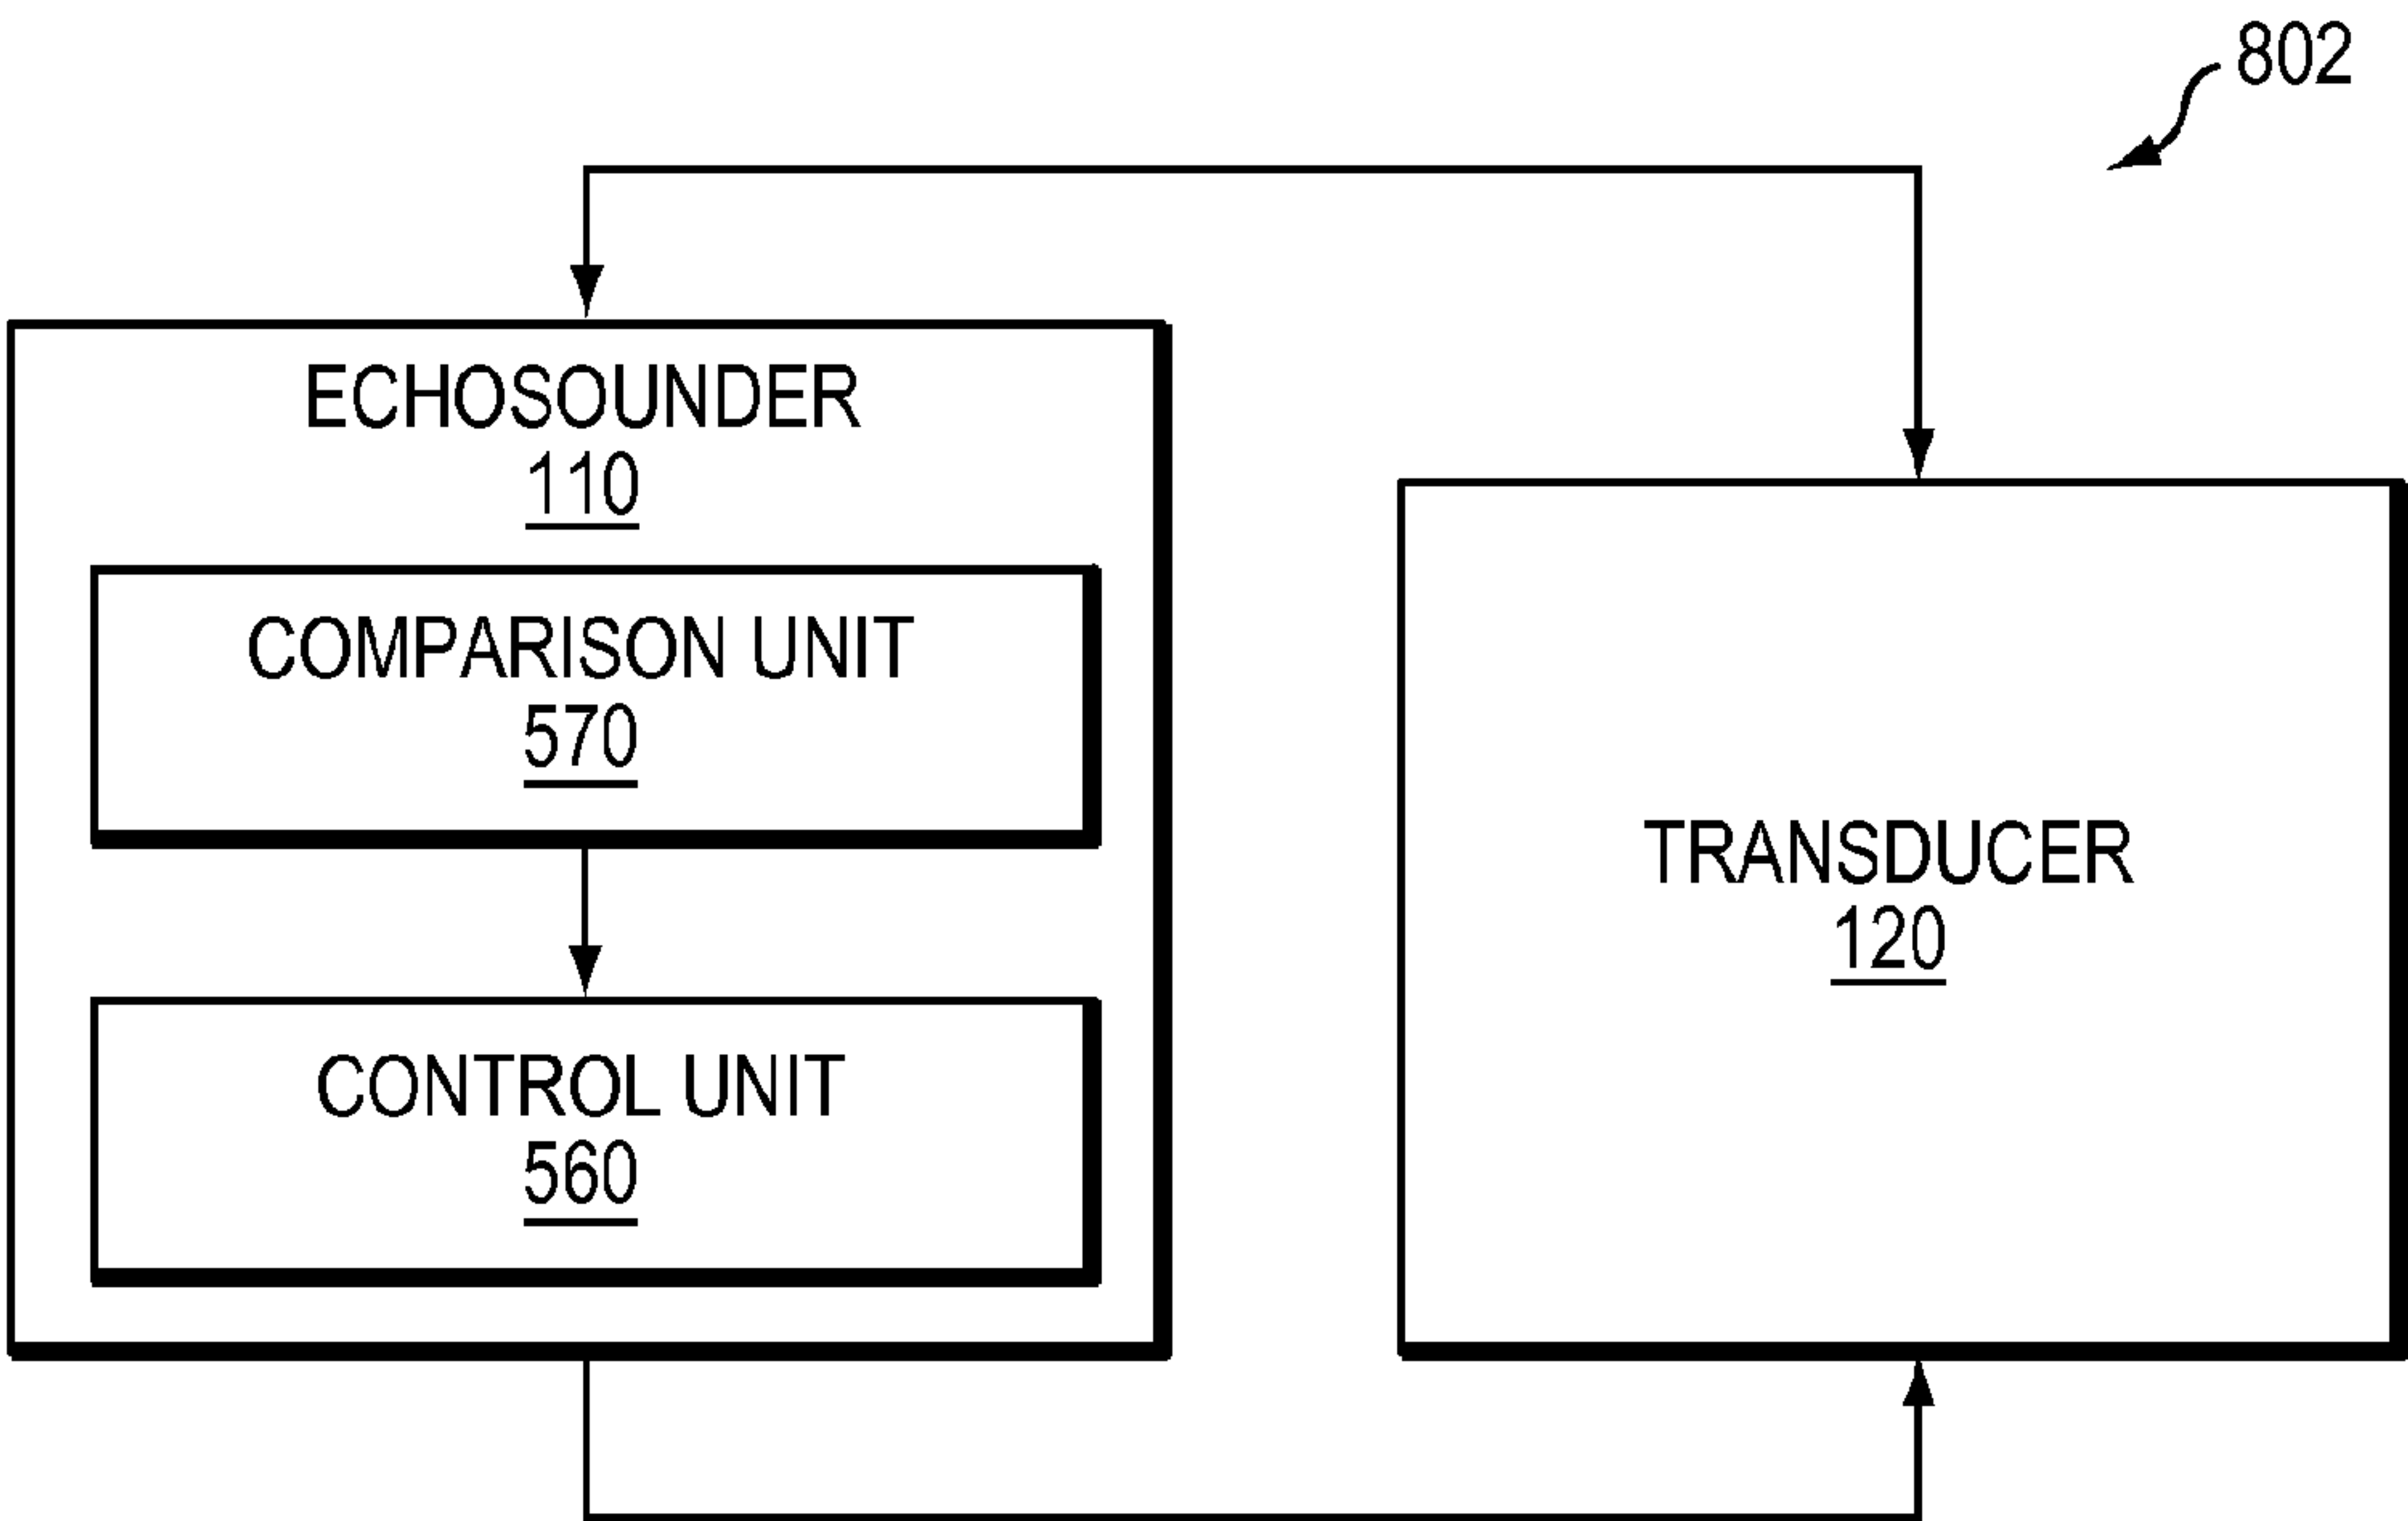 802
ECHOSOUNDER
110
COMPARISON UNIT
570
CONTROL UNIT
560
TRANSDUCER
120